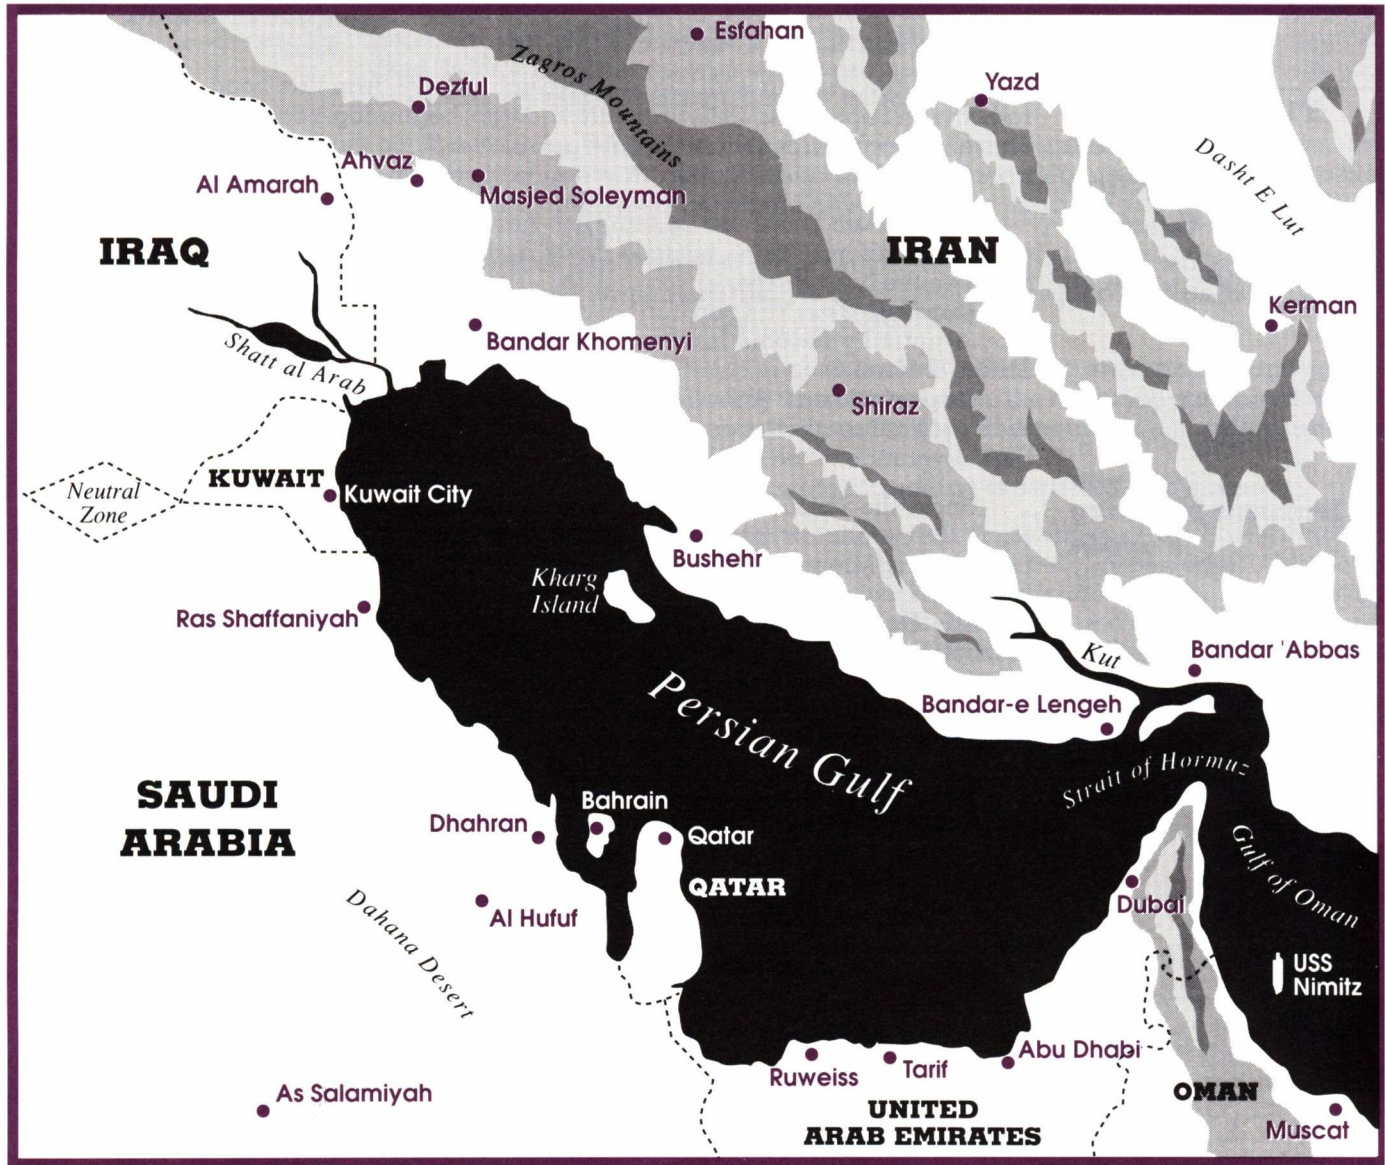 Esfahan
Zagros Mountains
Dezful
Yazd
Dasht E Lut
Ahvaz
Al Amarah
Masjed Soleyman
IRAQ
IRAN
Kerman
Bandar Khomenyi
Shatt al Arab
Shiraz
KUWAIT
Kuwait City
Neutral
Zone
Bushehr
Kharg
Island
Ras Shaffaniyah
Kut
Bandar 'Abbas
Bandar-e Lengeh
Persian Gulf
Strait of Hormuz
SAUDI
ARABIA
Bahrain
Dhahran
Qatar
QATAR
Gulf of Oman
Dubai
Al Hufuf
Dahana Desert
USS
Nimitz
Abu Dhabi
Ruweiss
Tarif
As Salamiyah
OMAN
UNITED
ARAB EMIRATES
Muscat